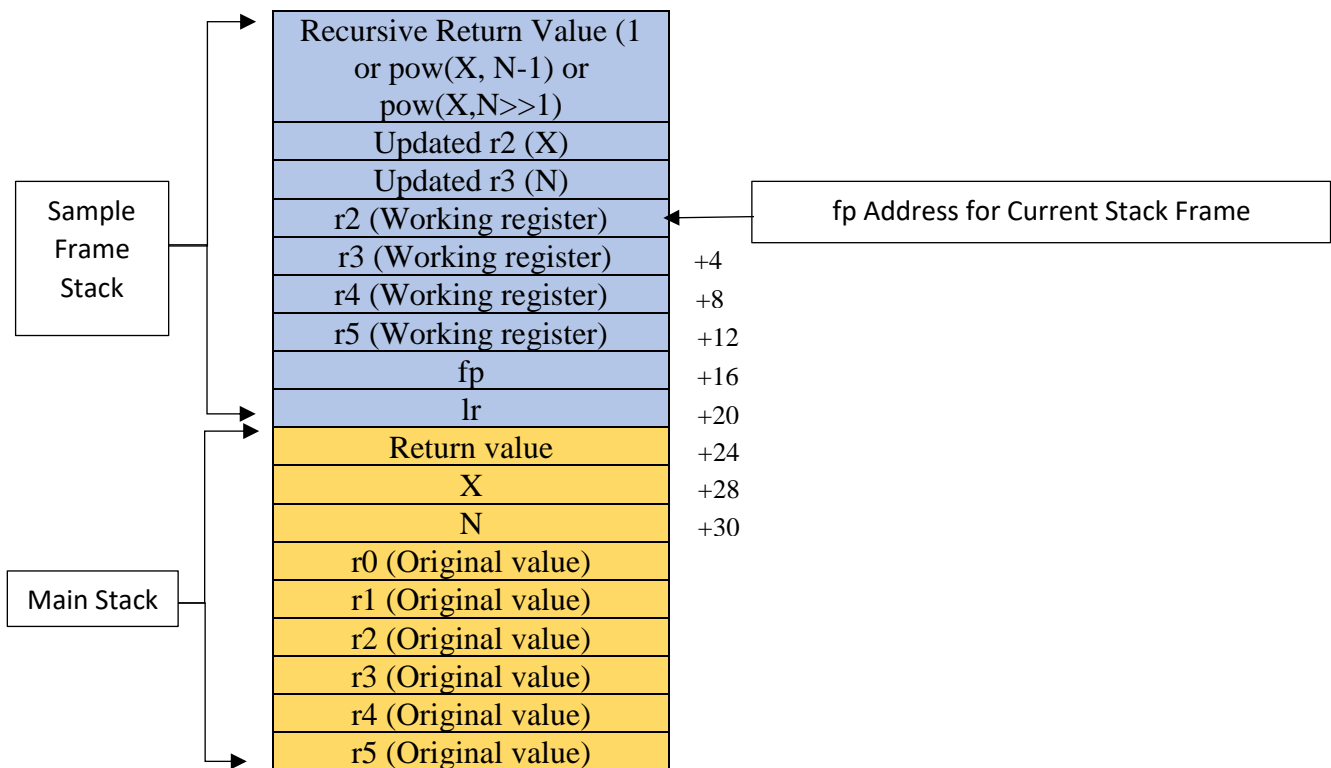 Recursive Return Value (1
or pow(X, N-1) or
pow(X,N>>1)
Updated r2 (X)
Updated r3 (N)
Sample
Frame
Stack
r2 (Working register)
fp Address for Current Stack Frame
r3 (Working register)
+4
r4 (Working register)
+8
r5 (Working register)
+12
fp
+16
lr
+20
Return value
+24
X
+28
N
+30
r0 (Original value)
Main Stack
r1 (Original value)
r2 (Original value)
r3 (Original value)
r4 (Original value)
r5 (Original value)